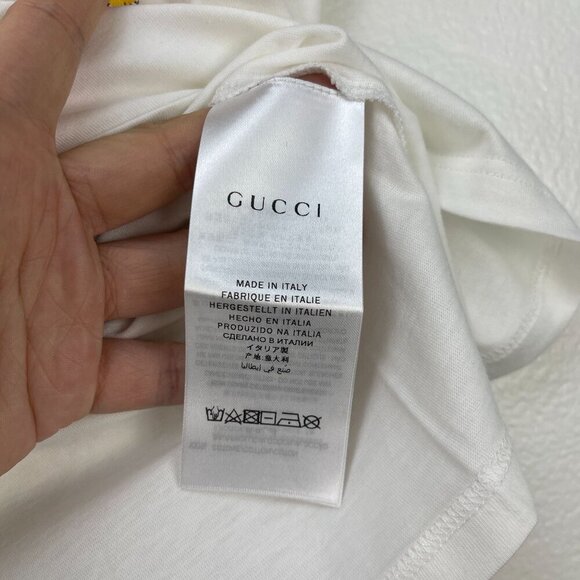 GUCCI
MADE IN ITALY
FABRIQUE EN ITALIE
HERGESTELLT IN ITALIEN
HECHO EN ITALIA
PRODUZIDO NA ITALIA
СДЕЛАНО В ИТАЛИИ
イタリア製
产地:意大利
صنع في إيطاليا